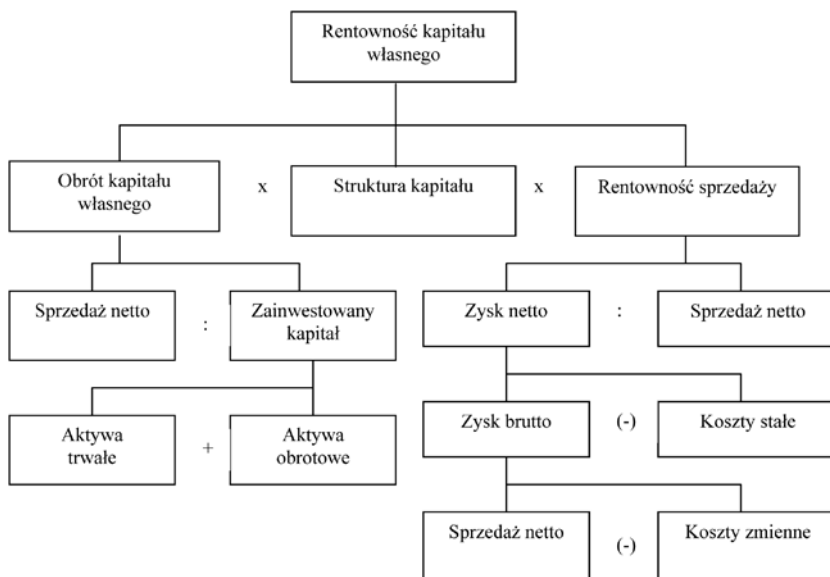 Rentowność kapitału
własnego
Obrót kapitału
własnego
x
Struktura kapitału
x
Rentowność sprzedaży
Sprzedaż netto
:
Zainwestowany
kapitał
Zysk netto
:
Sprzedaż netto
Aktywa
trwałe
+
Aktywa
obrotowe
Zysk brutto
(-)
Koszty stałe
Sprzedaż netto
(-)
Koszty zmienne